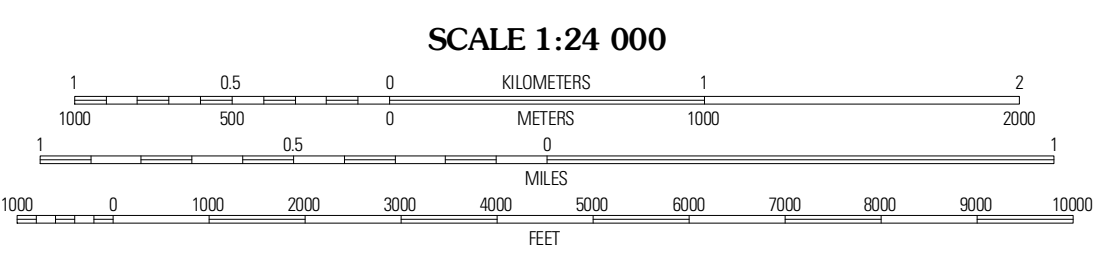 SCALE 1:24 000
1 0.5 0 KILOMETERS 1 2
1000 500 0 METERS 1000 2000
1 0.5 0 1
MILES
1000 0 1000 2000 3000 4000 5000 6000 7000 8000 9000 10000
FEET